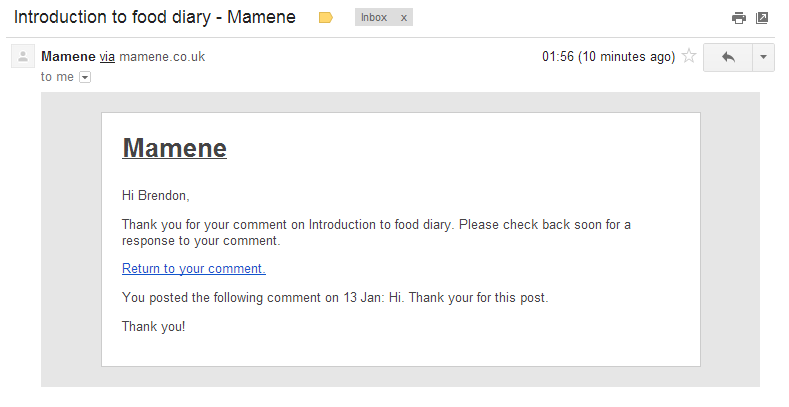 Introduction to food diary - Mamene
Inbox x
Mamene via mamene.co.uk
01:56 (10 minutes ago)
to me
Mamene
Hi Brendon,
Thank you for your comment on Introduction to food diary. Please check back soon for a
response to your comment.
Return to your comment.
You posted the following comment on 13 Jan: Hi. Thank your for this post.
Thank you!